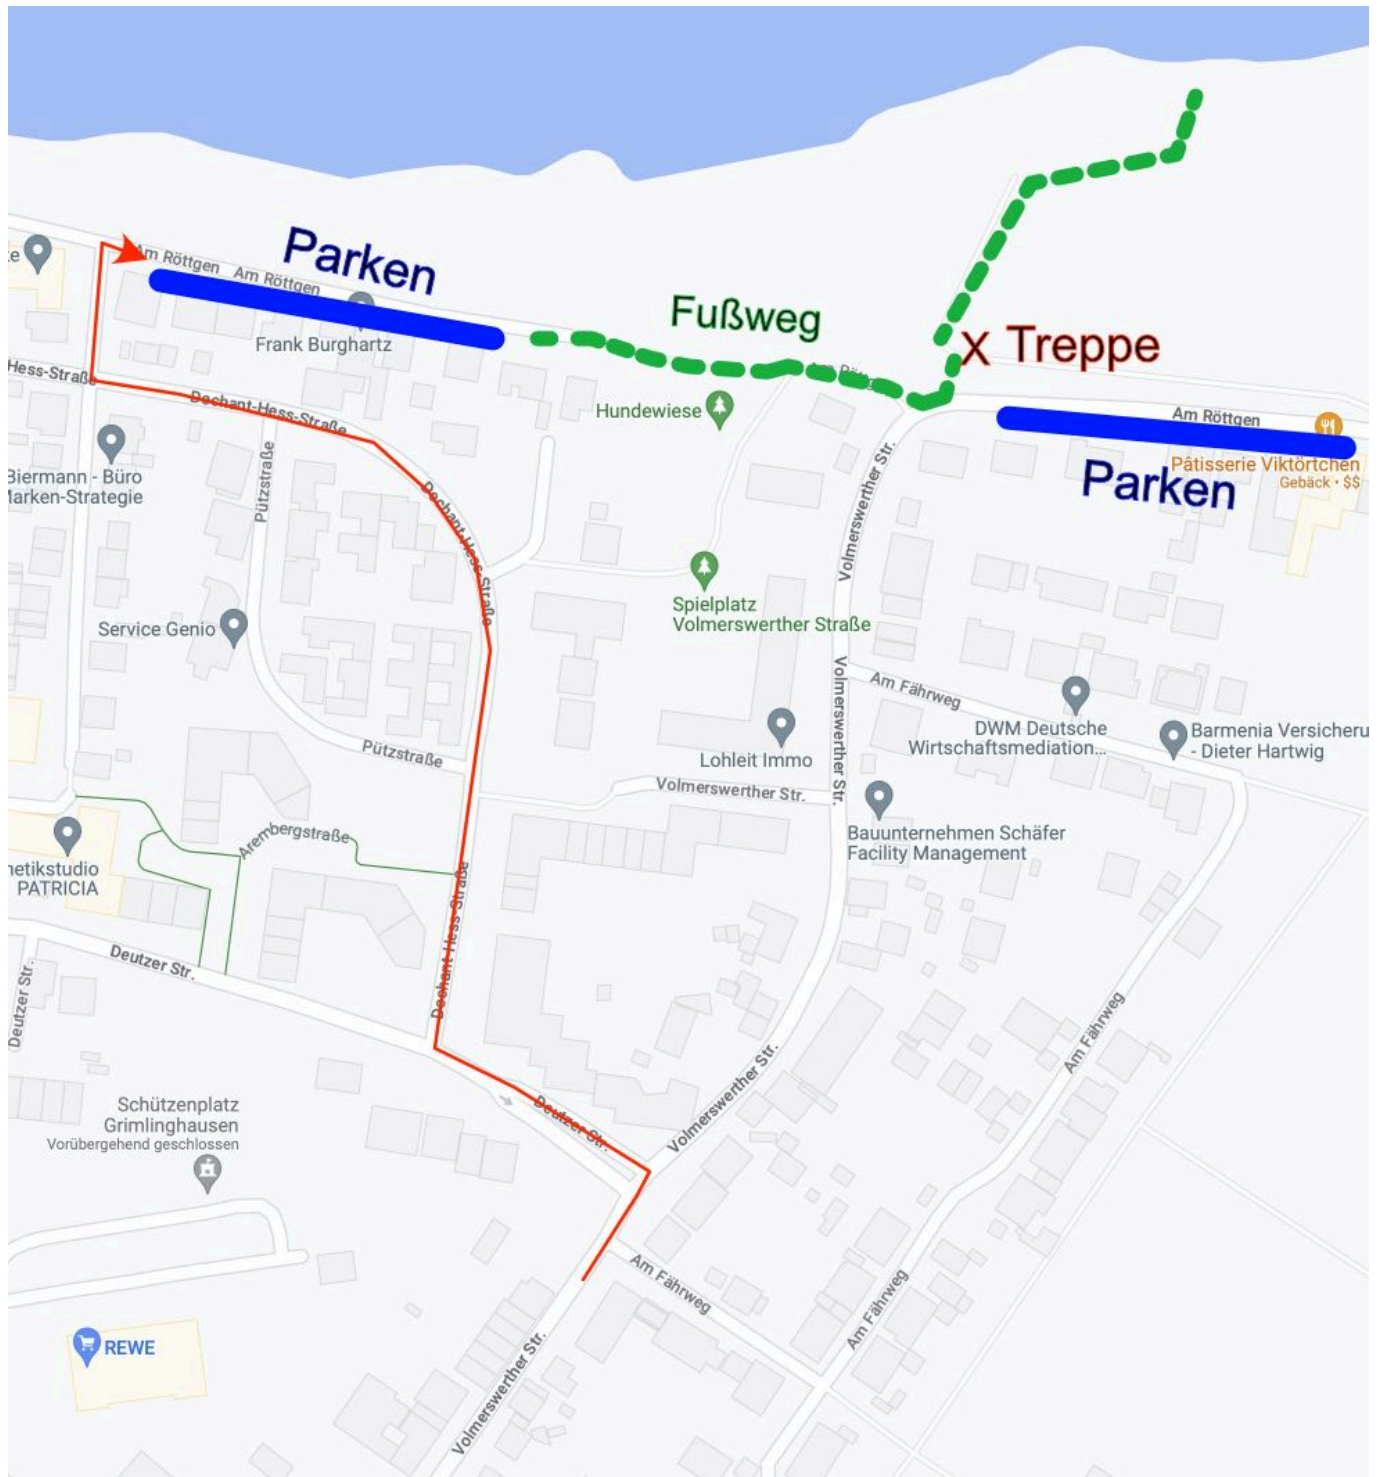 Parken
Am Röttgen
Am Röttgen
Frank Burghartz
Fußweg
X Treppe
Am Röttgen
Parken
Pâtisserie Viktörtchen
Gebäck • $$
Hess-Straße
Dechant-Hess-Straße
Hundewiese
Biermann - Büro
Marken-Strategie
Pützstraße
Dechant-Hess-Straße
Volmerswerther Str.
Spielplatz
Volmerswerther Straße
Service Genio
Volmerswerther Str.
Am Fährweg
DWM Deutsche
Wirtschaftsmediation...
Barmenia Versicheru
- Dieter Hartwig
Pützstraße
Lohleit Immo
Volmerswerther Str.
Bauunternehmen Schäfer
Facility Management
Arembergstraße
netikstudio
PATRICIA
Dechant-Hess-Straße
Deutzer Str.
Deutzer Str.
Am Fährweg
Schützenplatz
Grimlinghausen
Vorübergehend geschlossen
Deutzer Str.
Volmerswerther Str.
Am Fährweg
Am Fährweg
REWE
Volmerswerther Str.